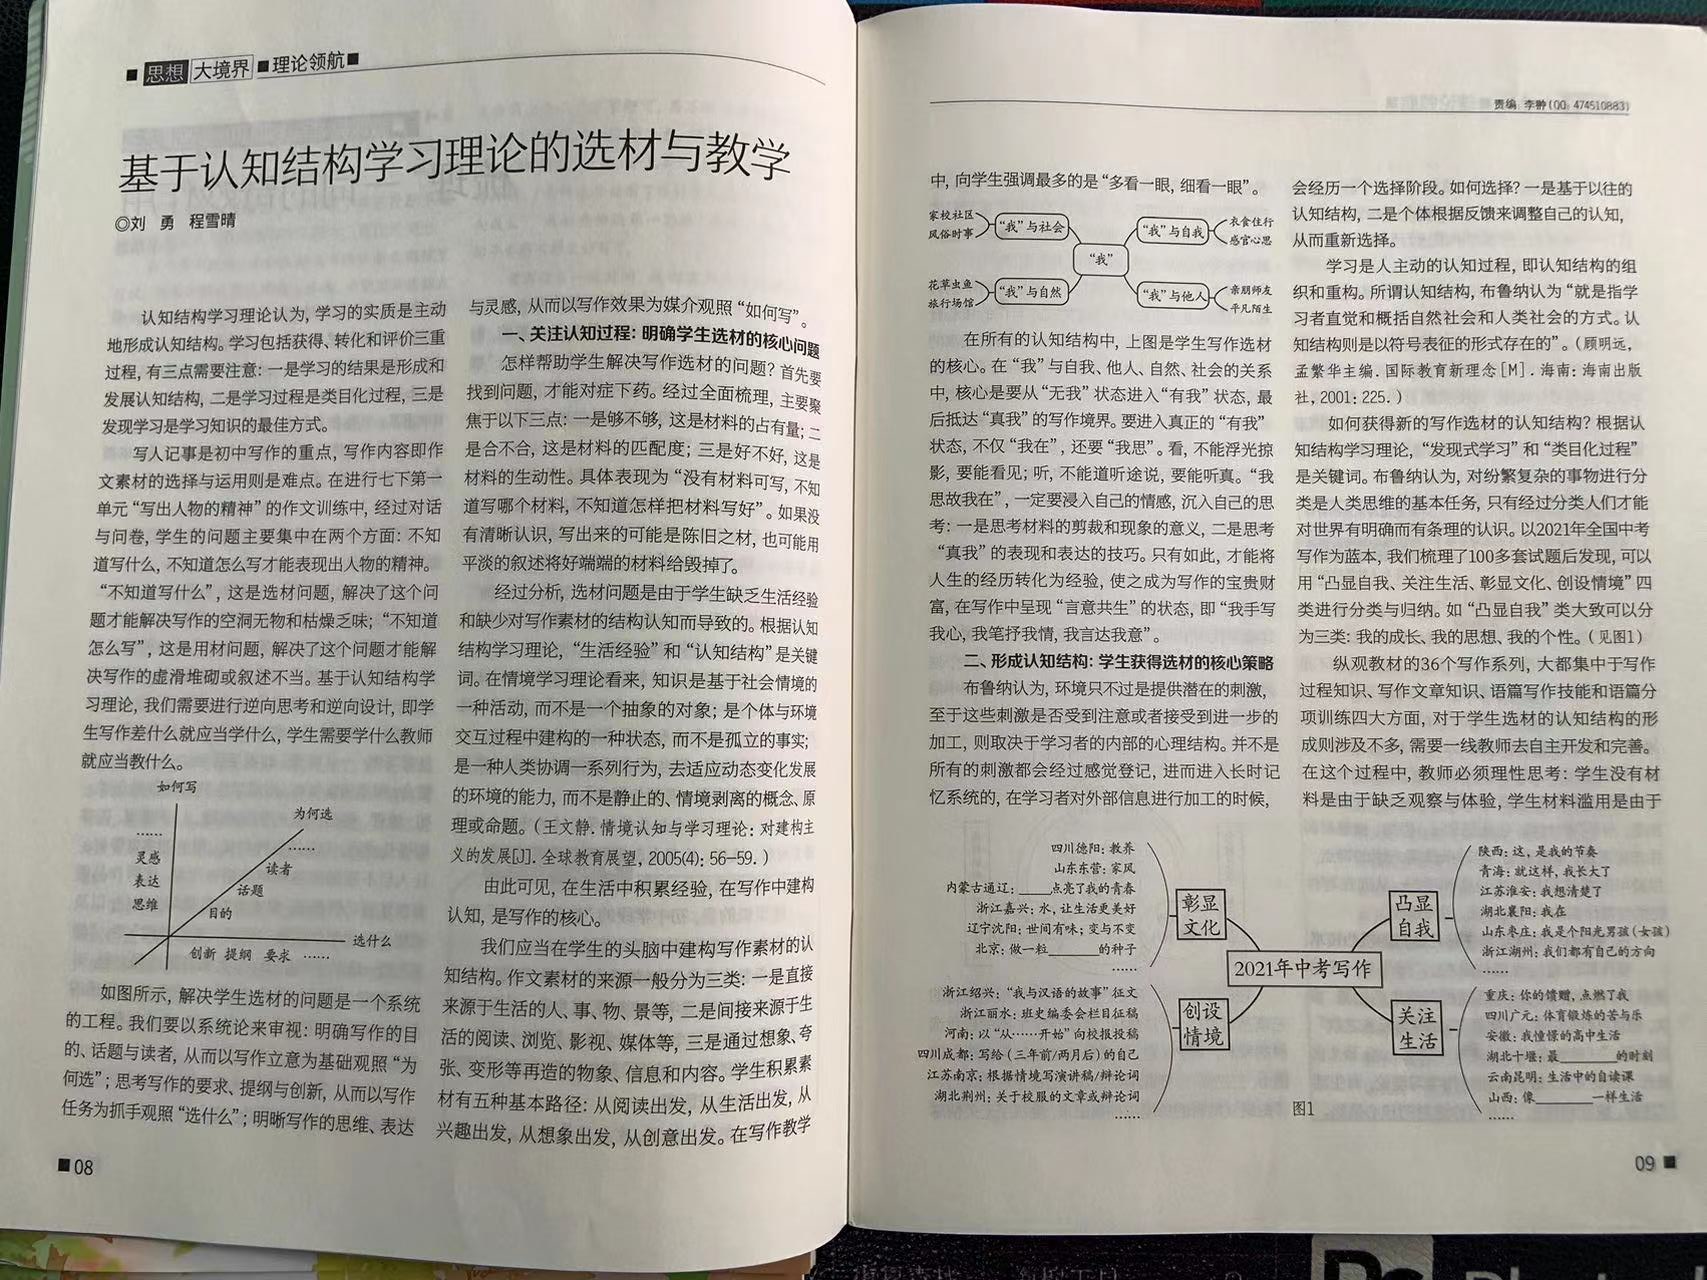 思想 大境界 理论领航
基于认知结构学习理论的选材与教学
◎刘 勇 程雪晴
认知结构学习理论认为, 学习的实质是主动
地形成认知结构。学习包括获得、转化和评价三重
过程, 有三点需要注意: 一是学习的结果是形成和
发展认知结构, 二是学习过程是类目化过程, 三是
发现学习是学习知识的最佳方式。
写人记事是初中写作的重点, 写作内容即作
文素材的选择与运用则是难点。在进行七下第一
单元“写出人物的精神”的作文训练中, 经过对话
与问卷, 学生的问题主要集中在两个方面: 不知
道写什么, 不知道怎么写才能表现出人物的精神。
“不知道写什么”, 这是选材问题, 解决了这个问
题才能解决写作的空洞无物和枯燥乏味; “不知道
怎么写”, 这是用材问题, 解决了这个问题才能解
决写作的虚滑堆砌或叙述不当。基于认知结构学
习理论, 我们需要进行逆向思考和逆向设计, 即学
生写作差什么就应当学什么, 学生需要学什么教师
就应当教什么。
如何写
为何选
……
……
灵感
读者
表达
话题
思维
目的
选什么
创新 提纲 要求 ……
如图所示, 解决学生选材的问题是一个系统
的工程。我们要以系统论来审视: 明确写作的目
的、话题与读者, 从而以写作立意为基础观照“为
何选”; 思考写作的要求、提纲与创新, 从而以写作
任务为抓手观照“选什么”; 明晰写作的思维、表达
08
与灵感, 从而以写作效果为媒介观照“如何写”。
一、关注认知过程: 明确学生选材的核心问题
怎样帮助学生解决写作选材的问题? 首先要
找到问题, 才能对症下药。经过全面梳理, 主要聚
焦于以下三点: 一是够不够, 这是材料的占有量; 二
是合不合, 这是材料的匹配度; 三是好不好, 这是
材料的生动性。具体表现为“没有材料可写, 不知
道写哪个材料, 不知道怎样把材料写好”。如果没
有清晰认识, 写出来的可能是陈旧之材, 也可能用
平淡的叙述将好端端的材料给毁掉了。
经过分析, 选材问题是由于学生缺乏生活经验
和缺少对写作素材的结构认知而导致的。根据认知
结构学习理论, “生活经验”和“认知结构”是关键
词。在情境学习理论看来, 知识是基于社会情境的
一种活动, 而不是一个抽象的对象; 是个体与环境
交互过程中建构的一种状态, 而不是孤立的事实;
是一种人类协调一系列行为, 去适应动态变化发展
的环境的能力, 而不是静止的、情境剥离的概念、原
理或命题。(王文静. 情境认知与学习理论: 对建构主
义的发展[J]. 全球教育展望, 2005(4): 56-59. )
由此可见, 在生活中积累经验, 在写作中建构
认知, 是写作的核心。
我们应当在学生的头脑中建构写作素材的认
知结构。作文素材的来源一般分为三类: 一是直接
来源于生活的人、事、物、景等, 二是间接来源于生
活的阅读、浏览、影视、媒体等, 三是通过想象、夸
张、变形等再造的物象、信息和内容。学生积累素
材有五种基本路径: 从阅读出发, 从生活出发, 从
兴趣出发, 从想象出发, 从创意出发。在写作教学
责编: 李翀(QQ: 474510883)
中, 向学生强调最多的是“多看一眼, 细看一眼”。
家校社区
风俗时事
“我”与社会
“我”与自我
衣食住行
感官心思
“我”
花草虫鱼
旅行场馆
“我”与自然
“我”与他人
亲朋师友
平凡陌生
在所有的认知结构中, 上图是学生写作选材
的核心。在“我”与自我、他人、自然、社会的关系
中, 核心是要从“无我”状态进入“有我”状态, 最
后抵达“真我”的写作境界。要进入真正的“有我”
状态, 不仅“我在”, 还要“我思”。看, 不能浮光掠
影, 要能看见; 听, 不能道听途说, 要能听真。“我
思故我在”, 一定要浸入自己的情感, 沉入自己的思
考: 一是思考材料的剪裁和现象的意义, 二是思考
“真我”的表现和表达的技巧。只有如此, 才能将
人生的经历转化为经验, 使之成为写作的宝贵财
富, 在写作中呈现“言意共生”的状态, 即“我手写
我心, 我笔抒我情, 我言达我意”。
二、形成认知结构: 学生获得选材的核心策略
布鲁纳认为, 环境只不过是提供潜在的刺激,
至于这些刺激是否受到注意或者接受到进一步的
加工, 则取决于学习者的内部的心理结构。并不是
所有的刺激都会经过感觉登记, 进而进入长时记
忆系统的, 在学习者对外部信息进行加工的时候,
会经历一个选择阶段。如何选择? 一是基于以往的
认知结构, 二是个体根据反馈来调整自己的认知,
从而重新选择。
学习是人主动的认知过程, 即认知结构的组
织和重构。所谓认知结构, 布鲁纳认为“就是指学
习者直觉和概括自然社会和人类社会的方式。认
知结构则是以符号表征的形式存在的”。(顾明远,
孟繁华主编. 国际教育新理念[M]. 海南: 海南出版
社, 2001: 225. )
如何获得新的写作选材的认知结构? 根据认
知结构学习理论, “发现式学习”和“类目化过程”
是关键词。布鲁纳认为, 对纷繁复杂的事物进行分
类是人类思维的基本任务, 只有经过分类人们才能
对世界有明确而有条理的认识。以2021年全国中考
写作为蓝本, 我们梳理了100多套试题后发现, 可以
用“凸显自我、关注生活、彰显文化、创设情境”四
类进行分类与归纳。如“凸显自我”类大致可以分
为三类: 我的成长、我的思想、我的个性。(见图1)
纵观教材的36个写作系列, 大都集中于写作
过程知识、写作文章知识、语篇写作技能和语篇分
项训练四大方面, 对于学生选材的认知结构的形
成则涉及不多, 需要一线教师去自主开发和完善。
在这个过程中, 教师必须理性思考: 学生没有材
料是由于缺乏观察与体验, 学生材料滥用是由于
四川德阳: 教养
山东东营: 家风
内蒙古通辽: ______点亮了我的青春
浙江嘉兴: 水, 让生活更美好
辽宁沈阳: 世间有味; 变与不变
北京: 做一粒______的种子
……
彰显
文化
浙江绍兴: “我与汉语的故事”征文
浙江丽水: 班史编委会栏目征稿
河南: 以“从……开始”向校报投稿
四川成都: 写给(三年前/两月后)的自己
江苏南京: 根据情境写演讲稿/辩论词
湖北荆州: 关于校服的文章或辩论词
……
创设
情境
2021年中考写作
凸显
自我
陕西: 这, 是我的节奏
青海: 就这样, 我长大了
江苏淮安: 我想清楚了
湖北襄阳: 我在
山东枣庄: 我是个阳光男孩(女孩)
浙江湖州: 我们都有自己的方向
……
关注
生活
重庆: 你的馈赠, 点燃了我
四川广元: 体育锻炼的苦与乐
安徽: 我憧憬的高中生活
湖北十堰: 最______的时刻
云南昆明: 生活中的自读课
山西: 像______一样生活
……
图1
09